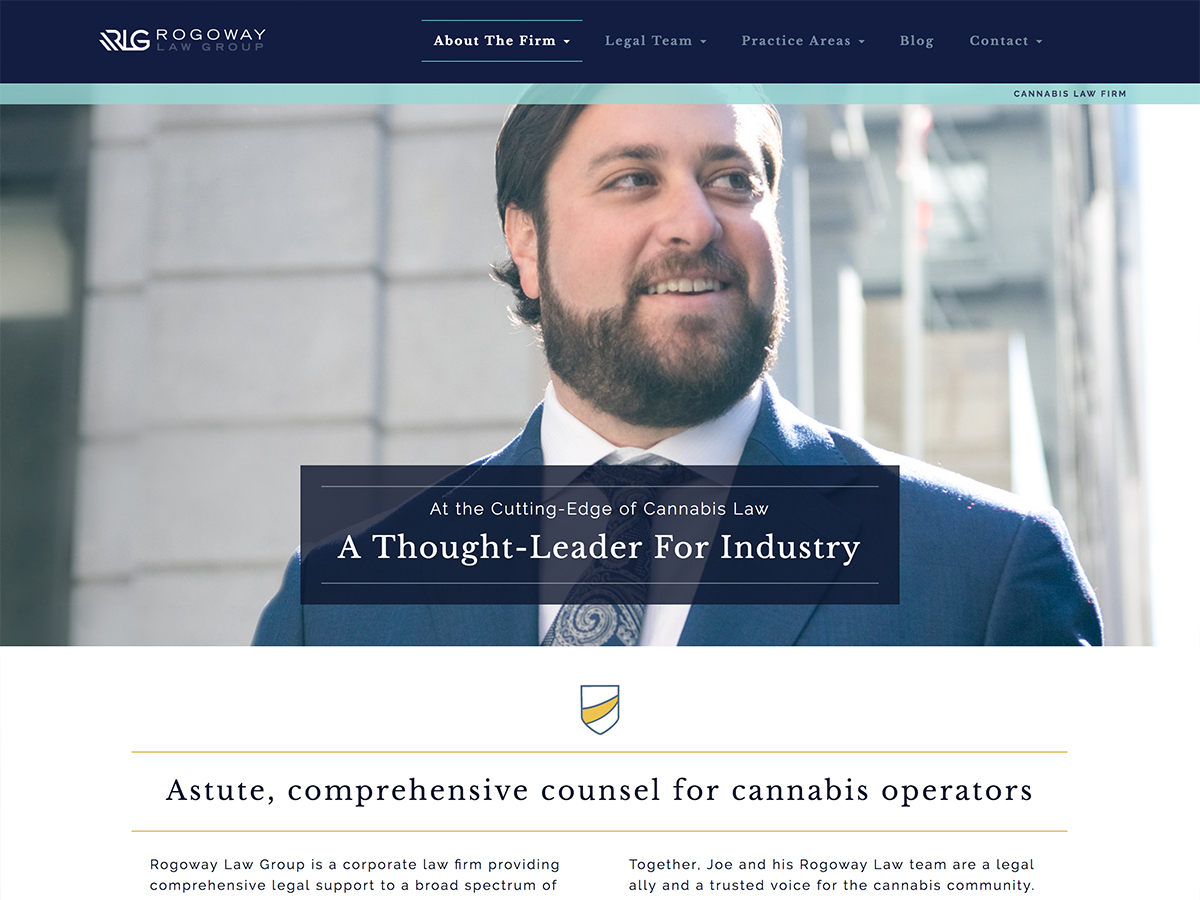 RLG ROGOWAY
LAW GROUP
About The Firm
Legal Team
Practice Areas
Blog
Contact
CANNABIS LAW FIRM
At the Cutting-Edge of Cannabis Law
A Thought-Leader For Industry
Astute, comprehensive counsel for cannabis operators
Rogoway Law Group is a corporate law firm providing
comprehensive legal support to a broad spectrum of
Together, Joe and his Rogoway Law team are a legal
ally and a trusted voice for the cannabis community.